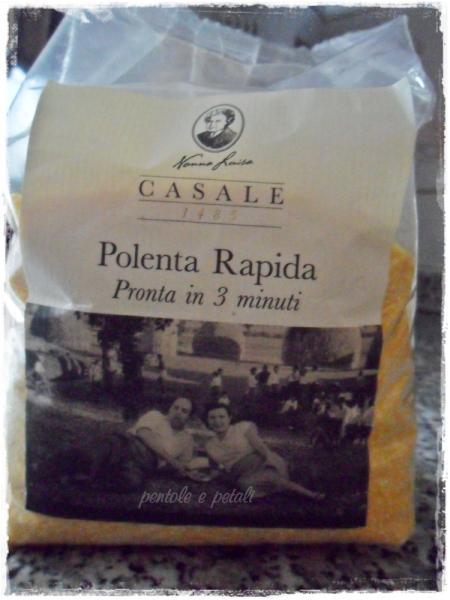 Nonna Luisa
CASALE
1485
Polenta Rapida
Pronta in 3 minuti
pentole e petali